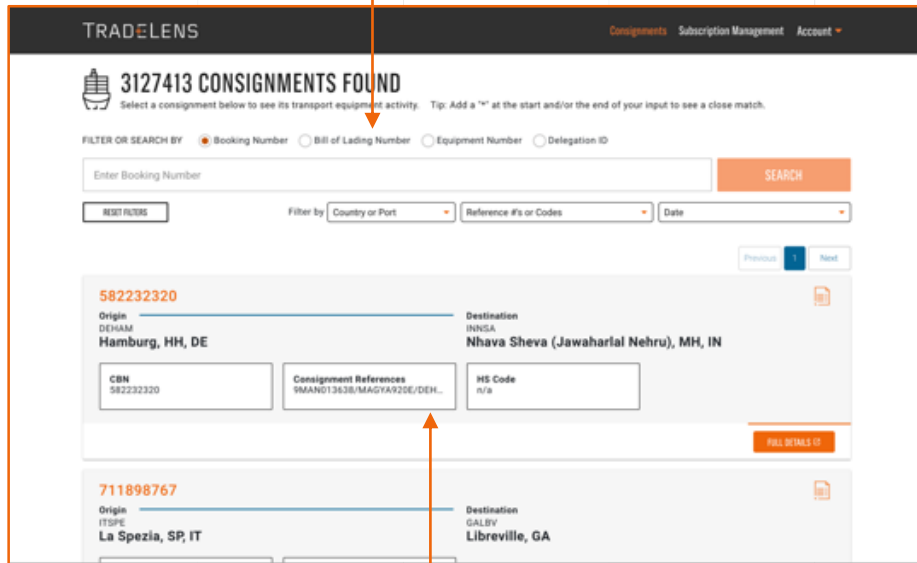 TRADELENS
Consignments Subscription Management Account
3127413 CONSIGNMENTS FOUND
Select a consignment below to see its transport equipment activity. Tip: Add a "*" at the start and/or the end of your input to see a close match.
FILTER OR SEARCH BY Booking Number Bill of Lading Number Equipment Number Delegation ID
Enter Booking Number SEARCH
RESET FILTERS Filter by Country or Port Reference #'s or Codes Date
Previous 1 Next
582232320
Origin Destination
DEHAM INNSA
Hamburg, HH, DE Nhava Sheva (Jawaharlal Nehru), MH, IN
CBN Consignment References HS Code
582232320 9MAN013638/MAGYA920E/DEH... n/a
FULL DETAILS
711898767
Origin Destination
ITSPE GALBV
La Spezia, SP, IT Libreville, GA